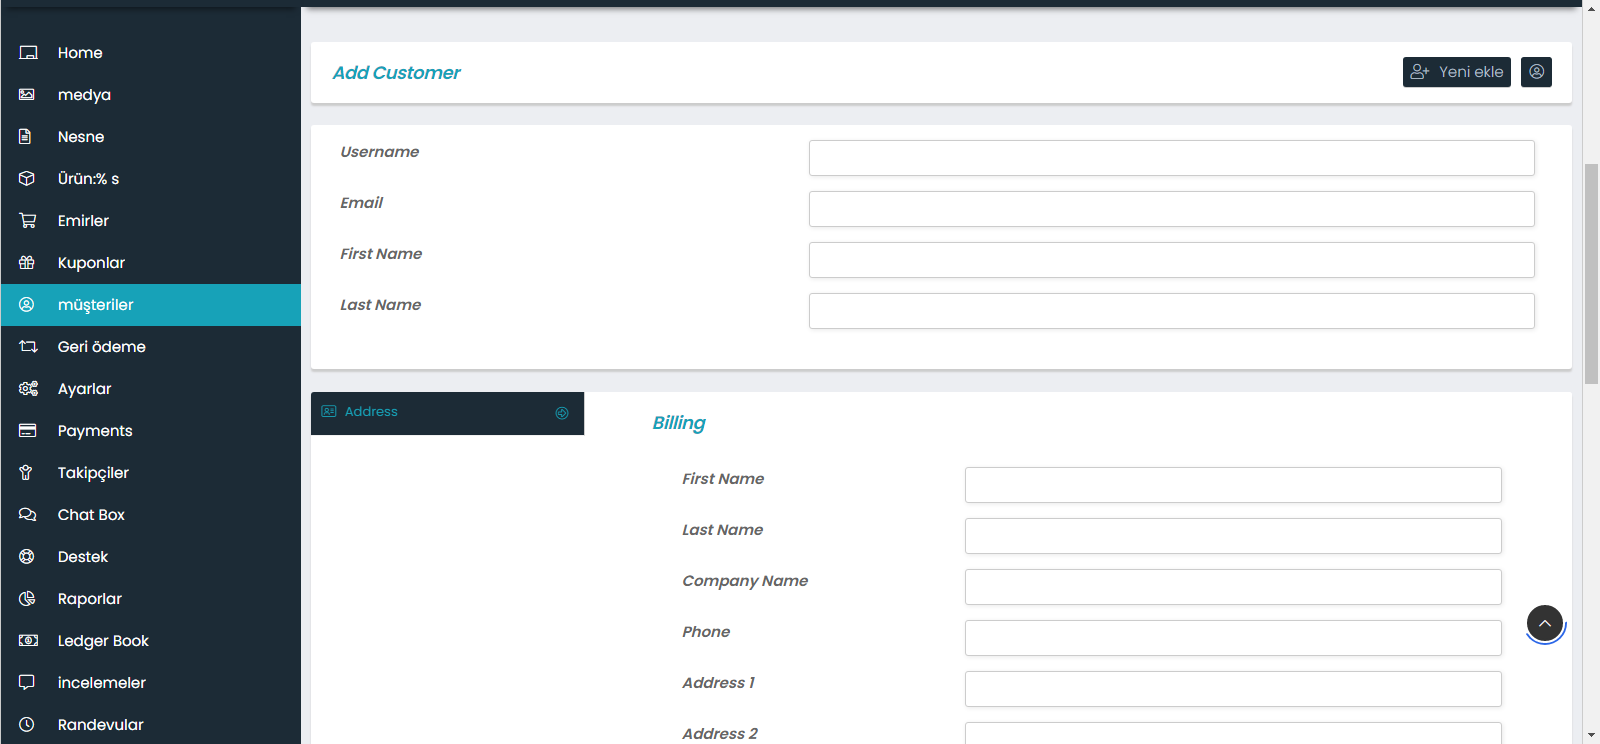 Home
medya
Nesne
Ürün:% s
Emirler
Kuponlar
müşteriler
Geri ödeme
Ayarlar
Payments
Takipçiler
Chat Box
Destek
Raporlar
Ledger Book
incelemeler
Randevular
Add Customer
Yeni ekle
Username
Email
First Name
Last Name
Address
Billing
First Name
Last Name
Company Name
Phone
Address 1
Address 2